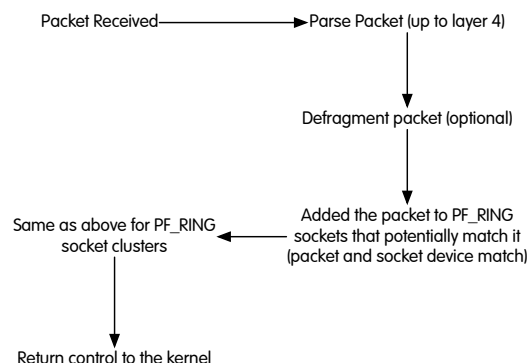 Packet Received
Parse Packet (up to layer 4)
Defragment packet (optional)
Added the packet to PF_RING
sockets that potentially match it
(packet and socket device match)
Same as above for PF_RING
socket clusters
Return control to the kernel